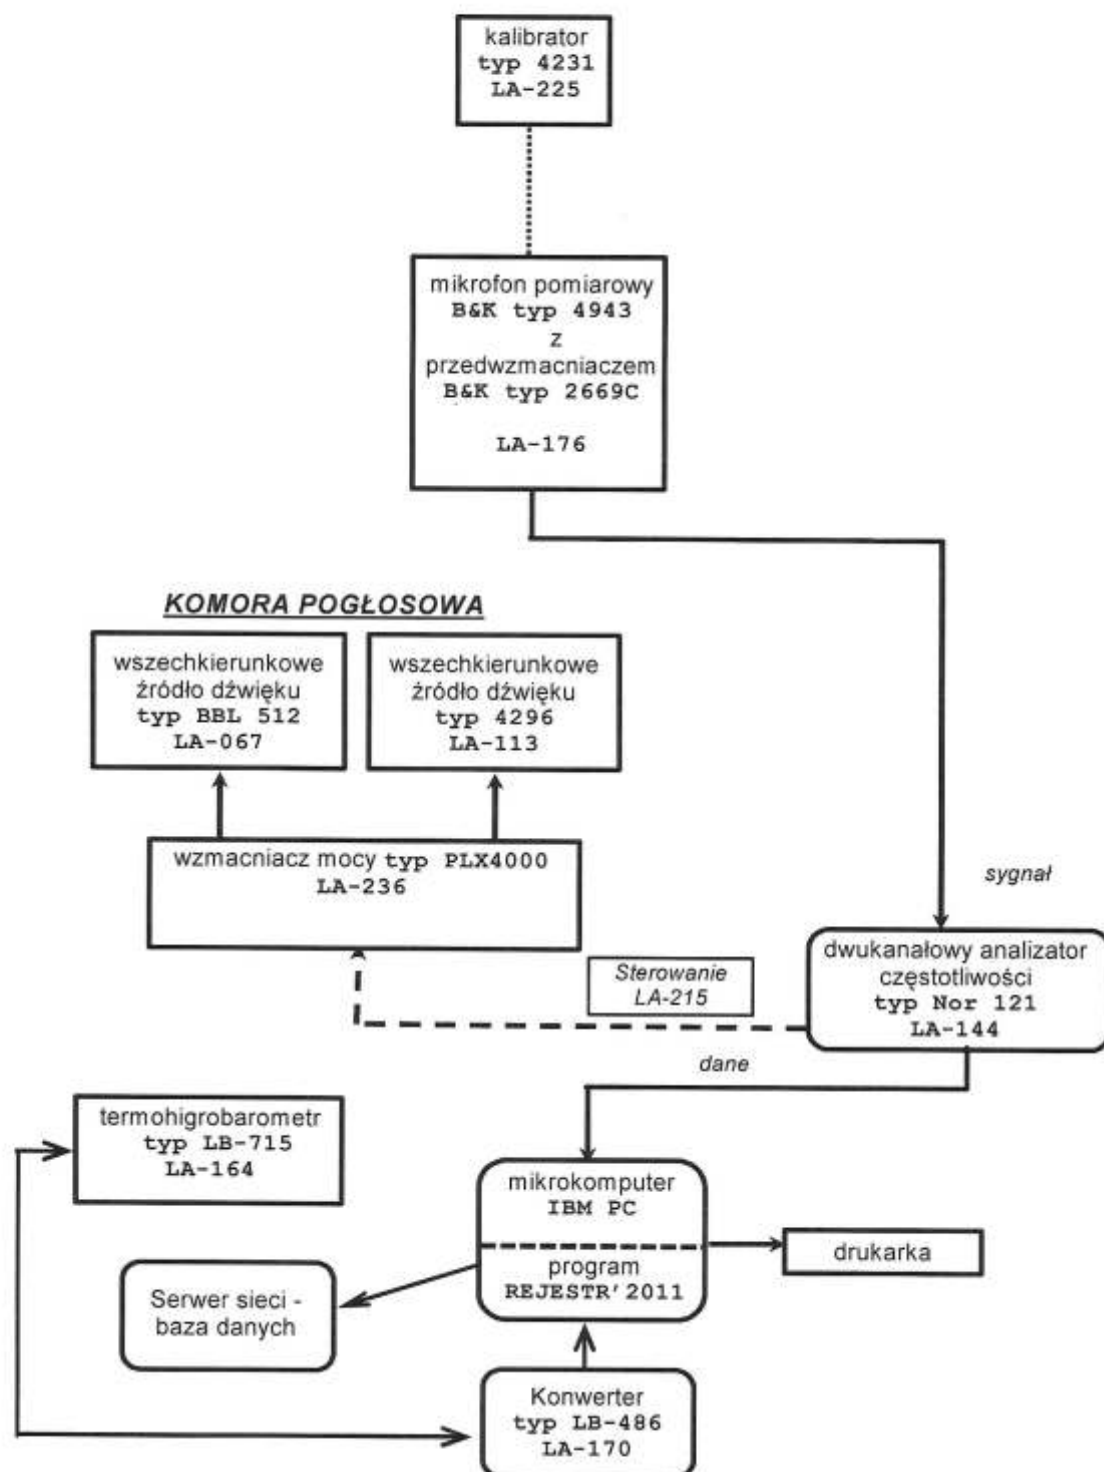 kalibrator
typ 4231
LA-225
mikrofon pomiarowy
B&K typ 4943
z
przedwzmacniaczem
B&K typ 2669C
LA-176
KOMORA POGŁOSOWA
wszechkierunkowe
źródło dźwięku
typ BBL 512
LA-067
wszechkierunkowe
źródło dźwięku
typ 4296
LA-113
wzmacniacz mocy typ PLX4000
LA-236
sygnał
dwukanałowy analizator
częstotliwości
typ Nor 121
LA-144
Sterowanie
LA-215
dane
termohigrobarometr
typ LB-715
LA-164
mikrokomputer
IBM PC
program
REJESTR'2011
drukarka
Serwer sieci -
baza danych
Konwerter
typ LB-486
LA-170